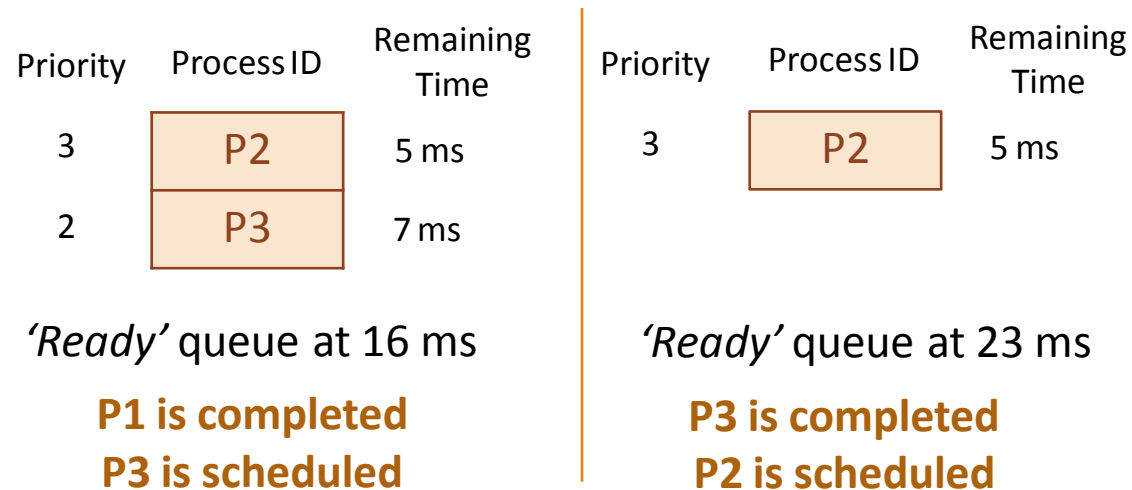 Priority Process ID Remaining Time
3 P2 5 ms
2 P3 7 ms
‘Ready’ queue at 16 ms
P1 is completed
P3 is scheduled
Priority Process ID Remaining Time
3 P2 5 ms
‘Ready’ queue at 23 ms
P3 is completed
P2 is scheduled